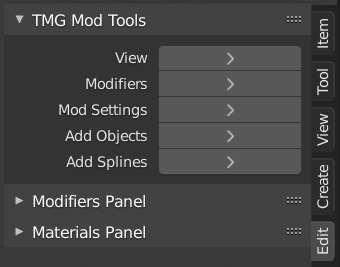 TMG Mod Tools
View
Modifiers
Mod Settings
Add Objects
Add Splines
Modifiers Panel
Materials Panel
Item
Tool
View
Create
Edit